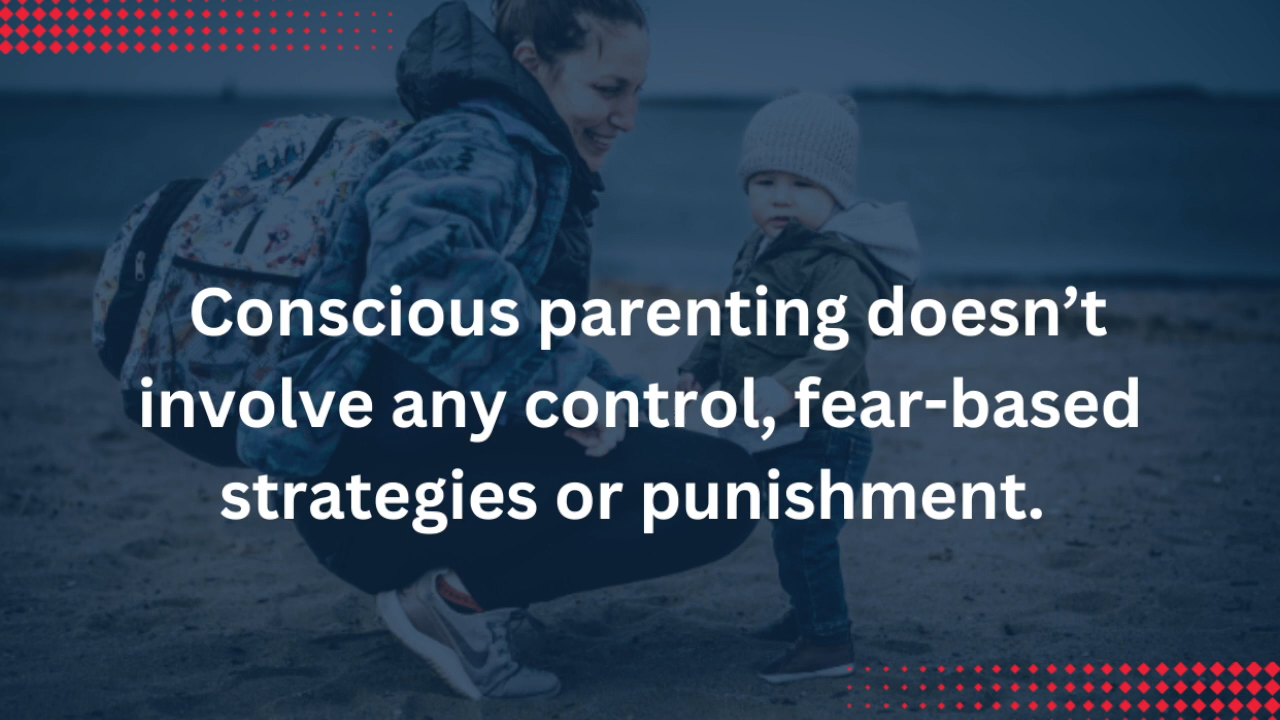 Conscious parenting doesn’t
involve any control, fear-based
strategies or punishment.